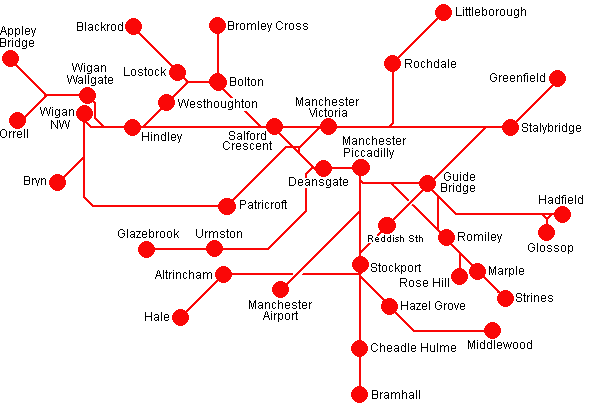 Littleborough
Blackrod
Bromley Cross
Appley
Bridge
Rochdale
Wigan
Wallgate
Lostock
Bolton
Greenfield
Westhoughton
Manchester
Victoria
Wigan
NW
Orrell
Hindley
Salford
Crescent
Stalybridge
Manchester
Piccadilly
Bryn
Deansgate
Guide
Bridge
Patricroft
Hadfield
Glazebrook
Urmston
Reddish Sth
Romiley
Glossop
Altrincham
Stockport
Rose Hill
Marple
Strines
Manchester
Airport
Hale
Hazel Grove
Middlewood
Cheadle Hulme
Bramhall